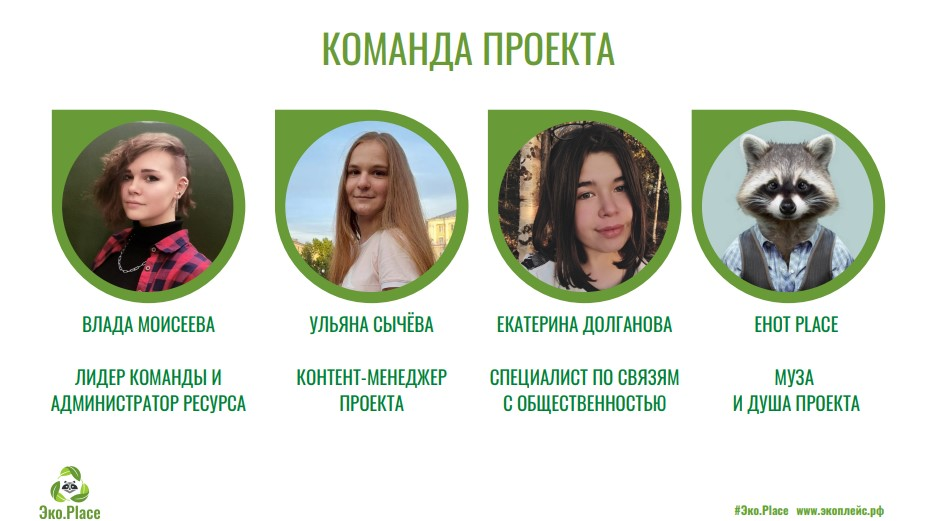 КОМАНДА ПРОЕКТА
ВЛАДА МОИСЕЕВА
ЛИДЕР КОМАНДЫ И
АДМИНИСТРАТОР РЕСУРСА
УЛЬЯНА СЫЧЁВА
КОНТЕНТ-МЕНЕДЖЕР
ПРОЕКТА
ЕКАТЕРИНА ДОЛГАНОВА
СПЕЦИАЛИСТ ПО СВЯЗЯМ
С ОБЩЕСТВЕННОСТЬЮ
ЕНОТ PLACE
МУЗА
И ДУША ПРОЕКТА
Эко.Place
#Эко.Place www.экоплейс.рф